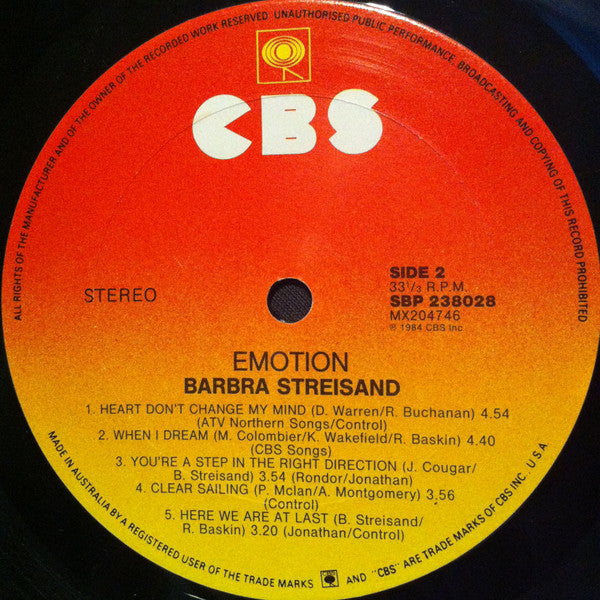 ALL RIGHTS OF THE MANUFACTURER AND OF THE OWNER OF THE RECORDED WORK RESERVED. UNAUTHORISED PUBLIC PERFORMANCE, BROADCASTING AND COPYING OF THIS RECORD PROHIBITED
CBS
STEREO
SIDE 2
33⅓ R.P.M.
SBP 238028
MX204746
℗ 1984 CBS Inc
EMOTION
BARBRA STREISAND
1. HEART DON'T CHANGE MY MIND (D. Warren/R. Buchanan) 4.54
(ATV Northern Songs/Control)
2. WHEN I DREAM (M. Colombier/K. Wakefield/R. Baskin) 4.40
(CBS Songs)
3. YOU'RE A STEP IN THE RIGHT DIRECTION (J. Cougar/
B. Streisand) 3.54 (Rondor/Jonathan)
4. CLEAR SAILING (P. McIan/A. Montgomery) 3,56
(Control)
5. HERE WE ARE AT LAST (B. Streisand/
R. Baskin) 3.20 (Jonathan/Control)
MADE IN AUSTRALIA BY A REGISTERED USER OF THE TRADE MARKS AND "CBS" ARE TRADE MARKS OF CBS INC. U.S.A.